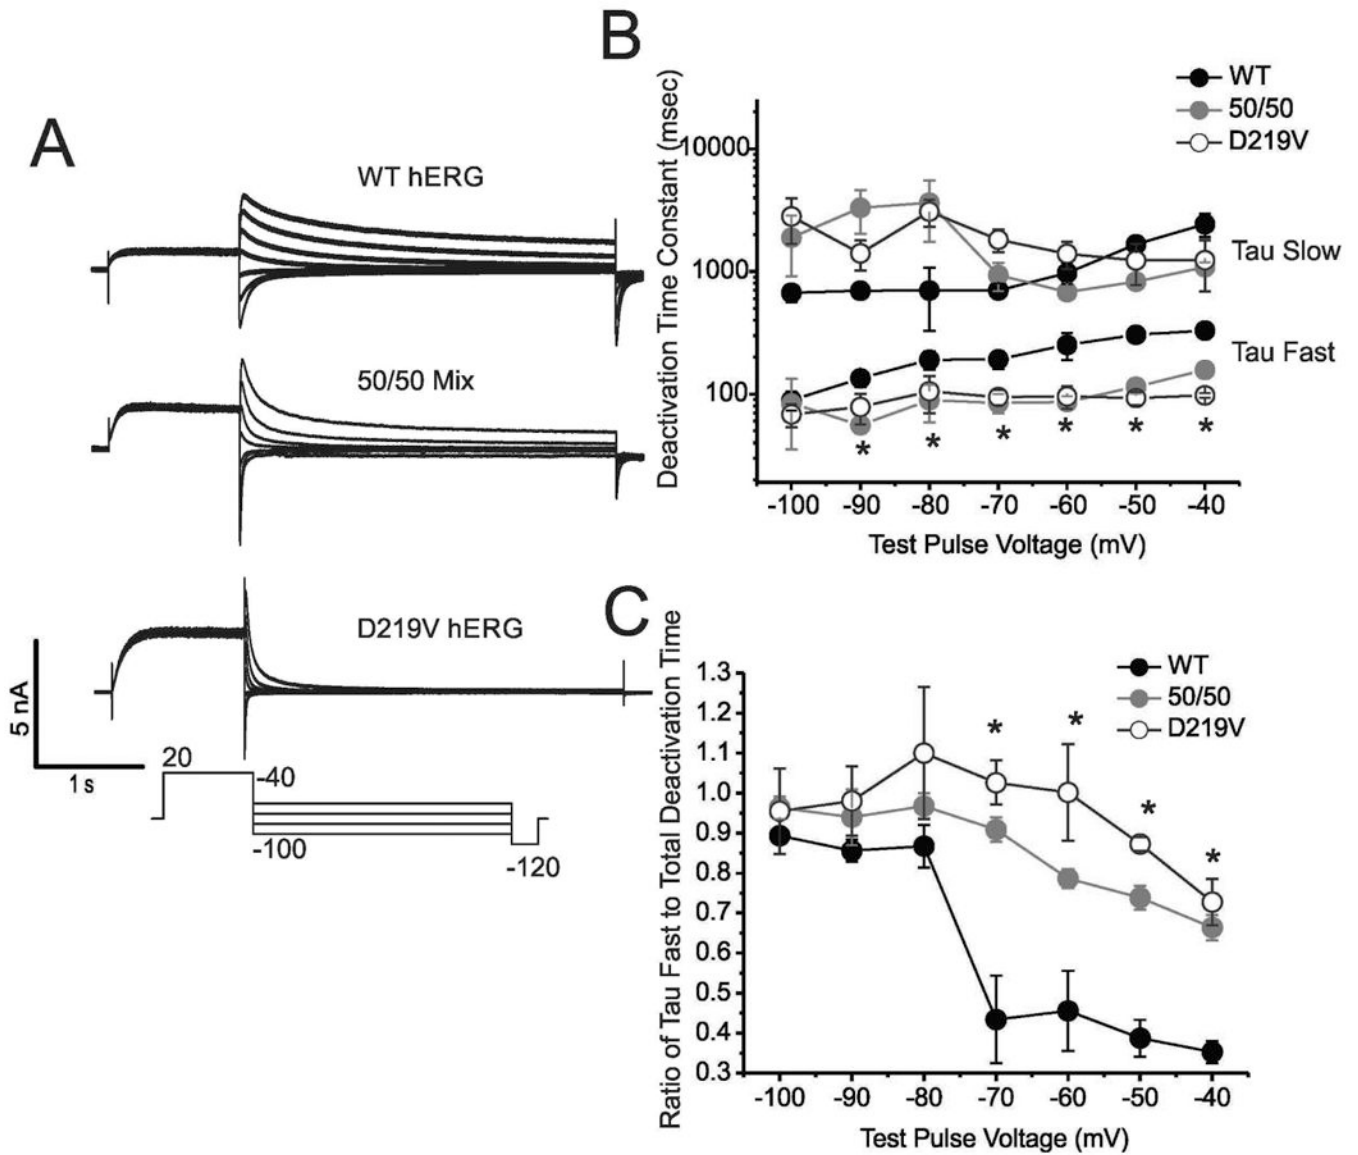 A
WT hERG
50/50 Mix
D219V hERG
5 nA
1 s
20
-40
-100
-120
B
Deactivation Time Constant (msec)
10000
1000
100
WT
50/50
D219V
Tau Slow
Tau Fast
* * * * * *
-100 -90 -80 -70 -60 -50 -40
Test Pulse Voltage (mV)
C
Ratio of Tau Fast to Total Deactivation Time
1.3
1.2
1.1
1.0
0.9
0.8
0.7
0.6
0.5
0.4
0.3
WT
50/50
D219V
* * * *
-100 -90 -80 -70 -60 -50 -40
Test Pulse Voltage (mV)